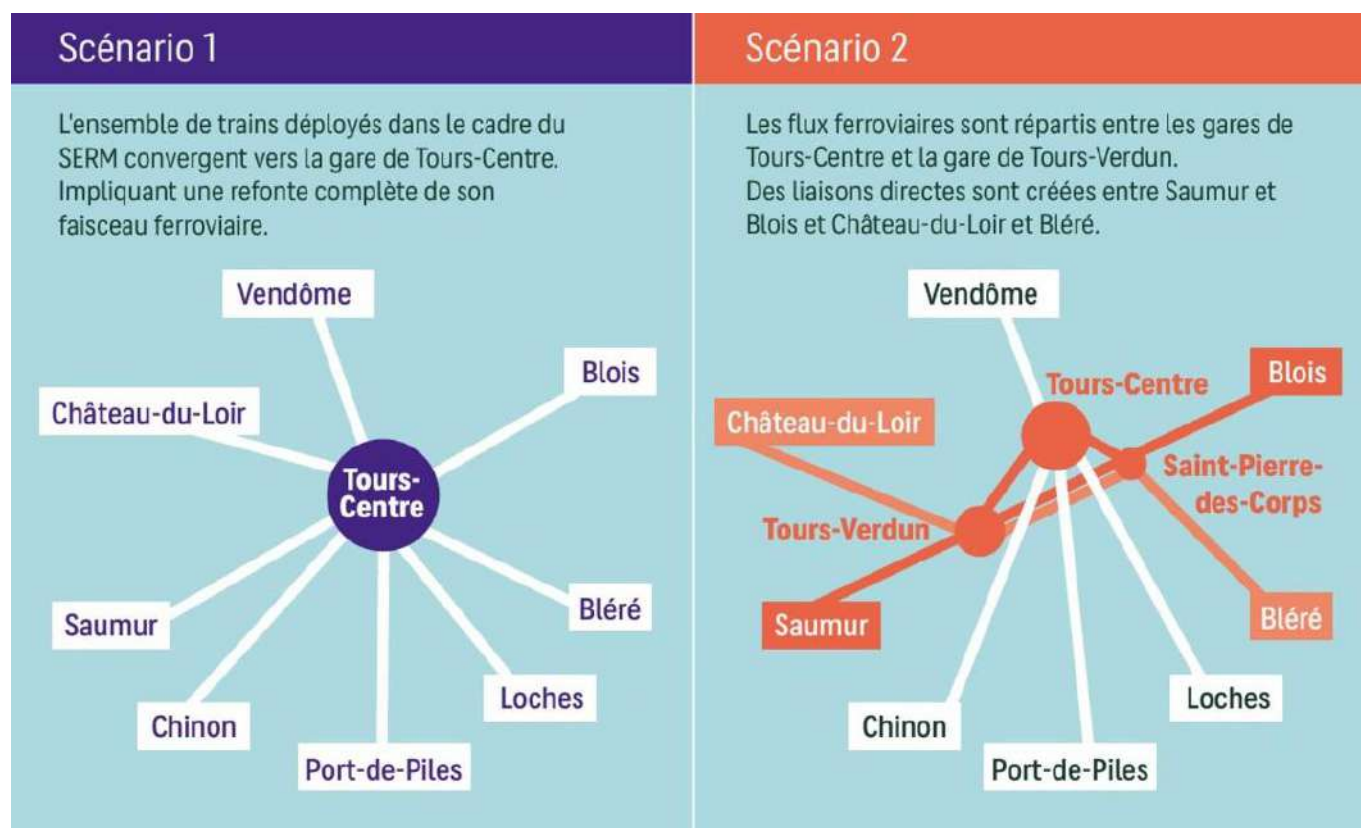 Scénario 1
L'ensemble de trains déployés dans le cadre du
SERM convergent vers la gare de Tours-Centre.
Impliquant une refonte complète de son
faisceau ferroviaire.
Vendôme
Blois
Château-du-Loir
Tours-
Centre
Saumur
Bléré
Chinon
Loches
Port-de-Piles
Scénario 2
Les flux ferroviaires sont répartis entre les gares de
Tours-Centre et la gare de Tours-Verdun.
Des liaisons directes sont créées entre Saumur et
Blois et Château-du-Loir et Bléré.
Vendôme
Tours-Centre
Blois
Château-du-Loir
Saint-Pierre-
des-Corps
Tours-Verdun
Saumur
Bléré
Chinon
Loches
Port-de-Piles